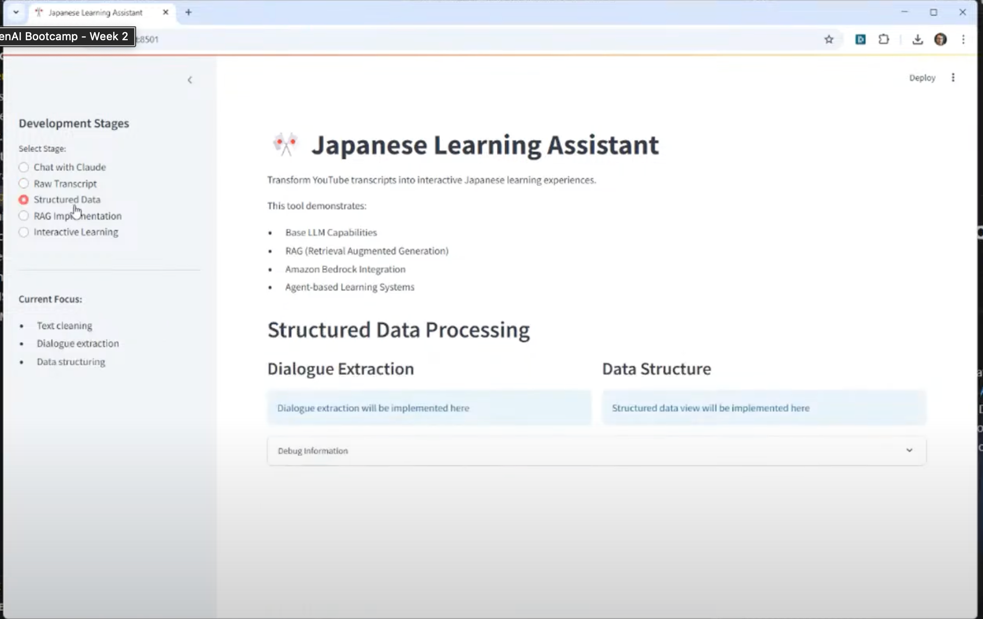 Japanese Learning Assistant
enAI Bootcamp - Week 2
:8501
Deploy
Development Stages
Select Stage:
Chat with Claude
Raw Transcript
Structured Data
RAG Implementation
Interactive Learning
Current Focus:
• Text cleaning
• Dialogue extraction
• Data structuring
Japanese Learning Assistant
Transform YouTube transcripts into interactive Japanese learning experiences.
This tool demonstrates:
• Base LLM Capabilities
• RAG (Retrieval Augmented Generation)
• Amazon Bedrock Integration
• Agent-based Learning Systems
Structured Data Processing
Dialogue Extraction
Dialogue extraction will be implemented here
Data Structure
Structured data view will be implemented here
Debug Information